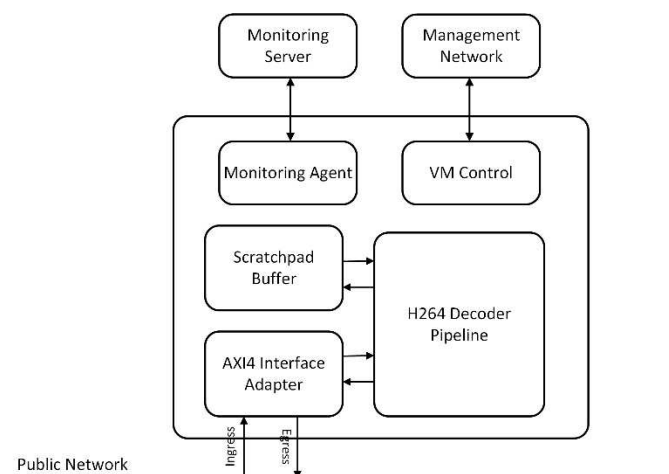 Monitoring
Server
Management
Network
Monitoring Agent
VM Control
Scratchpad
Buffer
H264 Decoder
Pipeline
AXI4 Interface
Adapter
Ingress
Egress
Public Network